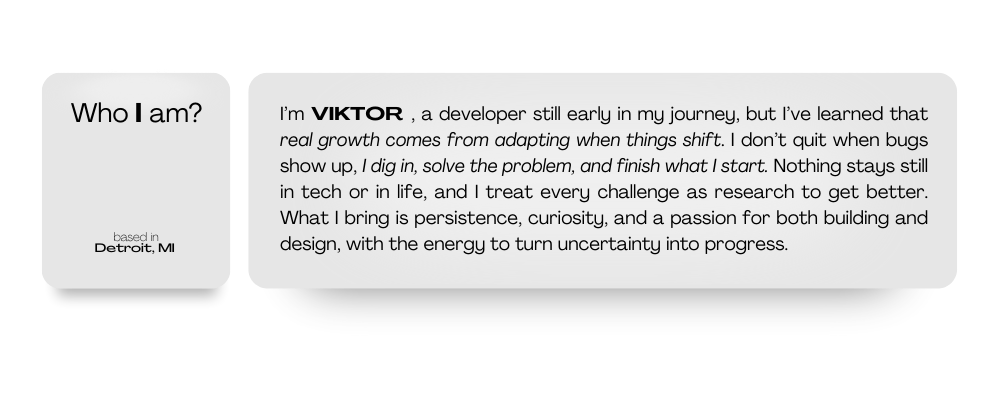 Who I am?
based in
Detroit, MI
I’m VIKTOR , a developer still early in my journey, but I’ve learned that
real growth comes from adapting when things shift. I don’t quit when bugs
show up, I dig in, solve the problem, and finish what I start. Nothing stays still
in tech or in life, and I treat every challenge as research to get better.
What I bring is persistence, curiosity, and a passion for both building and
design, with the energy to turn uncertainty into progress.